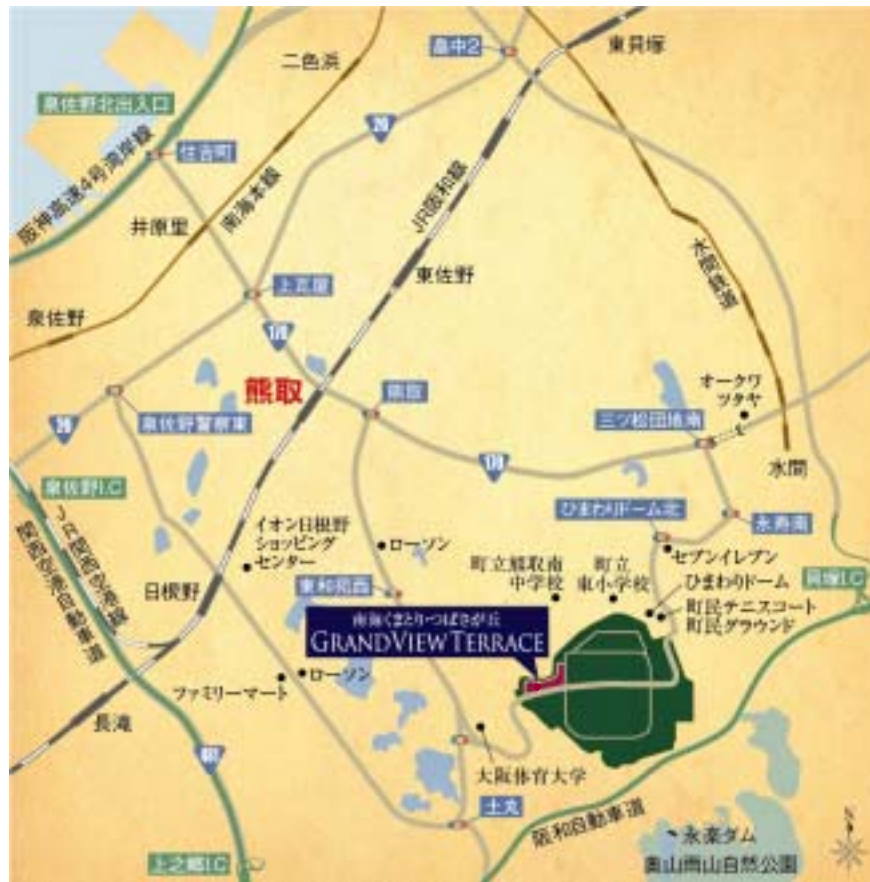 東貝塚
畠中2
二色浜
泉佐野北出入口
26
住吉町
阪神高速4号湾岸線
南海本線
JR阪和線
井原里
東佐野
水間鉄道
上瓦屋
泉佐野
170
熊取
熊取
オークワ
ツタヤ
三ツ松団地南
26
泉佐野警察東
170
水間
泉佐野I.C
ひまわりドーム北
永寿南
JR関西空港線
関西空港自動車道
イオン日根野
ショッピング
センター
ローソン
セブンイレブン
町立熊取南
中学校
町立
東小学校
ひまわりドーム
貝塚I.C
日根野
東和苑西
町民テニスコート
町民グラウンド
南海くまとり・つばさが丘
GRANDVIEW TERRACE
ファミリーマート
ローソン
長滝
481
大阪体育大学
土丸
阪和自動車道
永楽ダム
奥山雨山自然公園
上之郷I.C